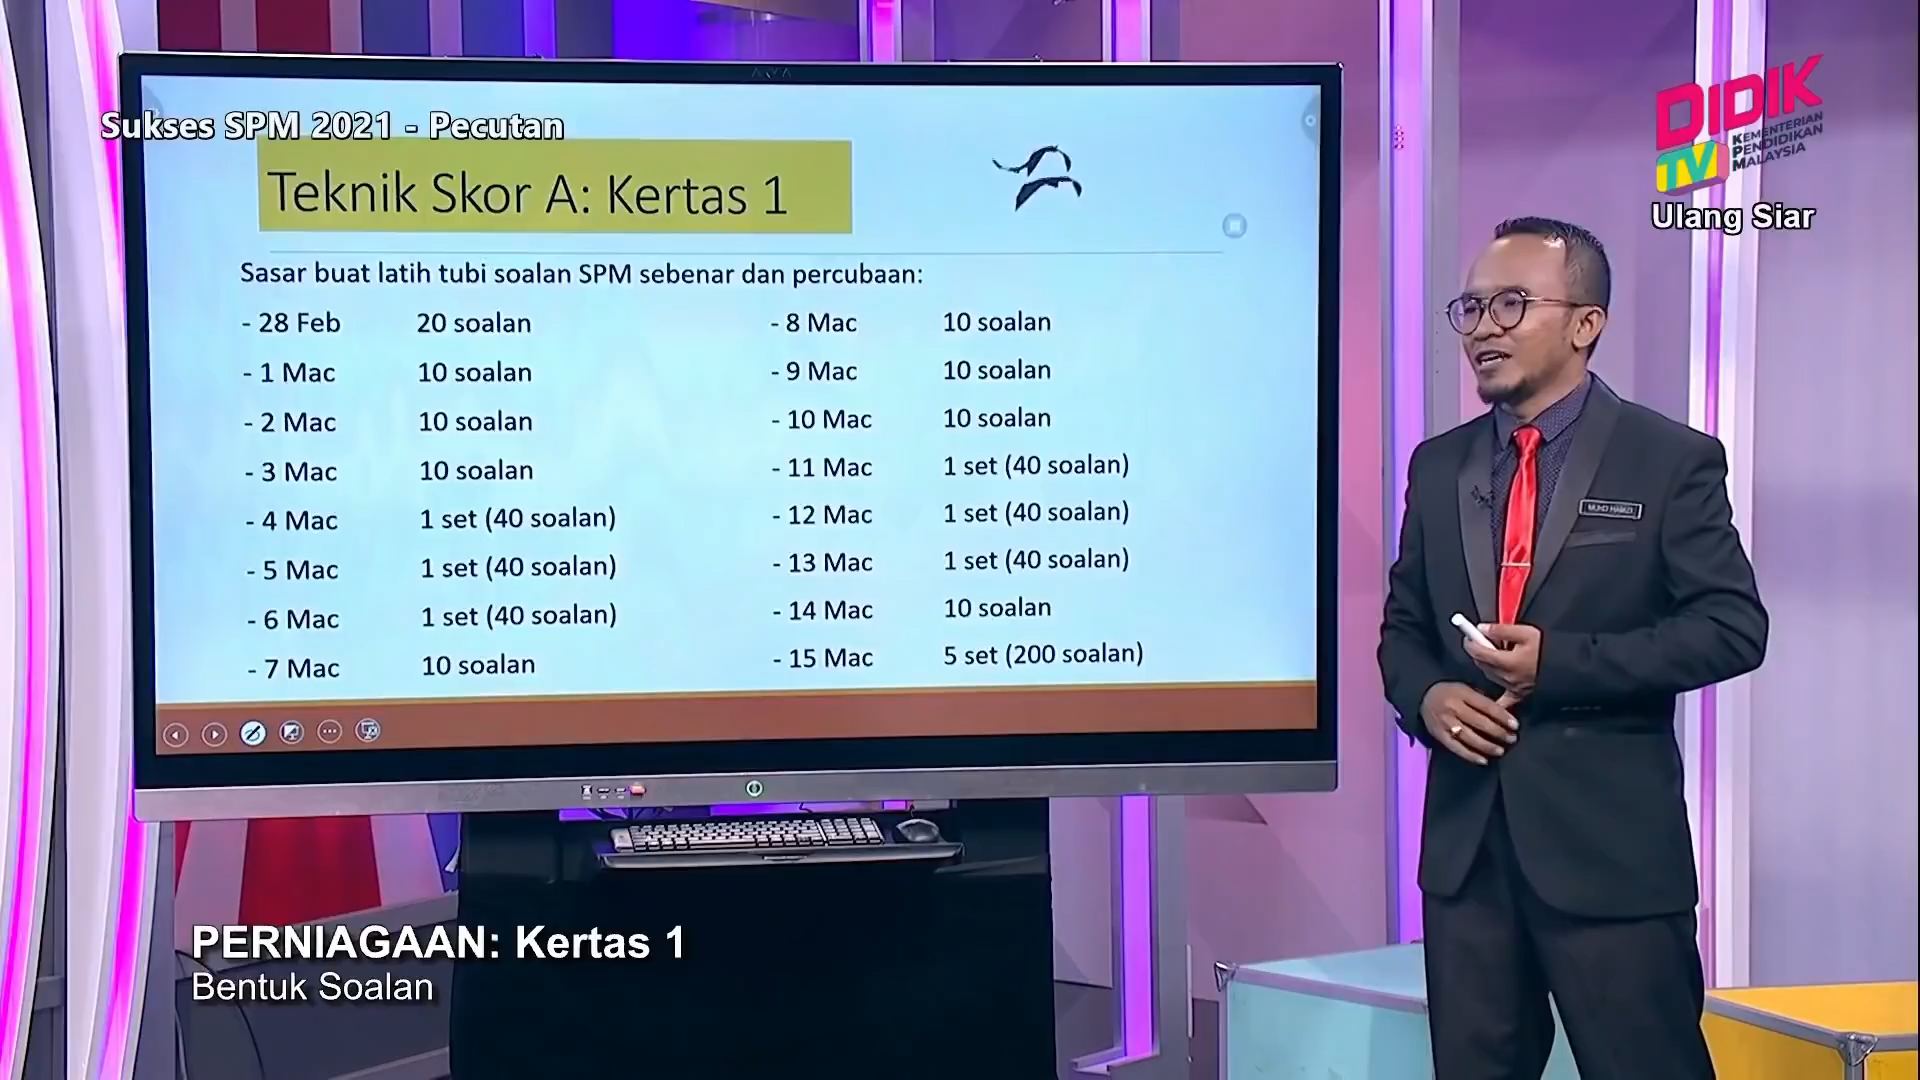 Sukses SPM 2021 - Pecutan
Teknik Skor A: Kertas 1
Sasar buat latih tubi soalan SPM sebenar dan percubaan:
- 28 Feb 20 soalan
- 1 Mac 10 soalan
- 2 Mac 10 soalan
- 3 Mac 10 soalan
- 4 Mac 1 set (40 soalan)
- 5 Mac 1 set (40 soalan)
- 6 Mac 1 set (40 soalan)
- 7 Mac 10 soalan
- 8 Mac 10 soalan
- 9 Mac 10 soalan
- 10 Mac 10 soalan
- 11 Mac 1 set (40 soalan)
- 12 Mac 1 set (40 soalan)
- 13 Mac 1 set (40 soalan)
- 14 Mac 10 soalan
- 15 Mac 5 set (200 soalan)
DIDIK
TV
KEMENTERIAN
PENDIDIKAN
MALAYSIA
Ulang Siar
PERNIAGAAN: Kertas 1
Bentuk Soalan